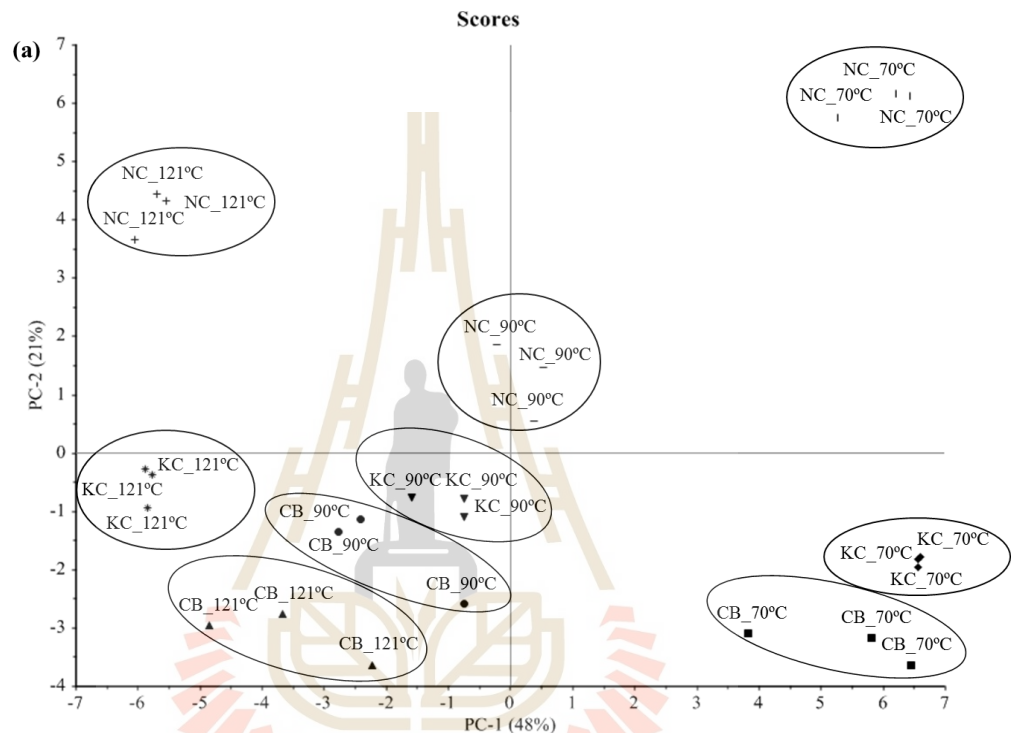 Scores
(a)
7
6
5
4
3
2
1
0
-1
-2
-3
-4
PC-2 (21%)
NC_70ºC
NC_70ºC
NC_70ºC
NC_121ºC
NC_121ºC
NC_121ºC
NC_90ºC
NC_90ºC
NC_90ºC
KC_121ºC
KC_121ºC
KC_121ºC
KC_90ºC KC_90ºC
KC_90ºC
CB_90ºC
CB_90ºC
CB_90ºC
KC_70ºC
KC_70ºC
KC_70ºC
CB_121ºC
CB_121ºC
CB_121ºC
CB_70ºC
CB_70ºC
CB_70ºC
-7 -6 -5 -4 -3 -2 -1 0 1 2 3 4 5 6 7
PC-1 (48%)